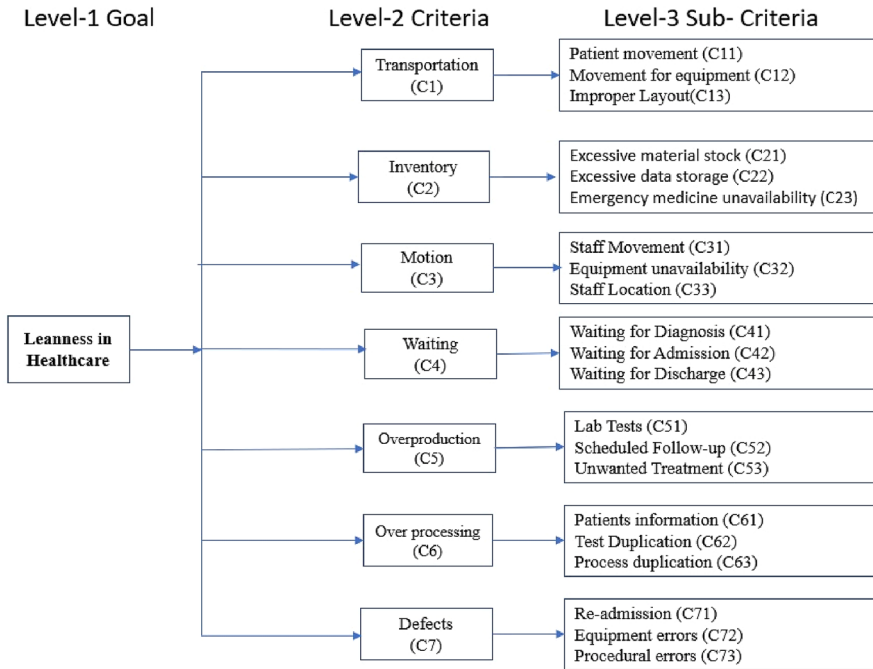 Level-1 Goal
Level-2 Criteria
Level-3 Sub- Criteria
Leanness in
Healthcare
Transportation
(C1)
Patient movement (C11)
Movement for equipment (C12)
Improper Layout(C13)
Inventory
(C2)
Excessive material stock (C21)
Excessive data storage (C22)
Emergency medicine unavailability (C23)
Motion
(C3)
Staff Movement (C31)
Equipment unavailability (C32)
Staff Location (C33)
Waiting
(C4)
Waiting for Diagnosis (C41)
Waiting for Admission (C42)
Waiting for Discharge (C43)
Overproduction
(C5)
Lab Tests (C51)
Scheduled Follow-up (C52)
Unwanted Treatment (C53)
Over processing
(C6)
Patients information (C61)
Test Duplication (C62)
Process duplication (C63)
Defects
(C7)
Re-admission (C71)
Equipment errors (C72)
Procedural errors (C73)